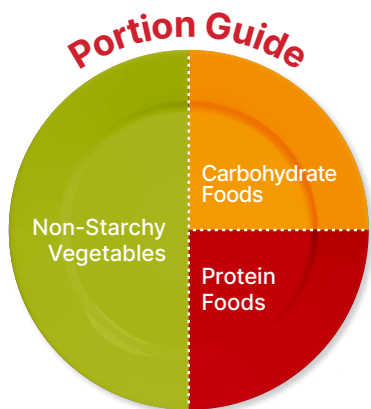 Portion Guide
Non-Starchy
Vegetables
Carbohydrate
Foods
Protein
Foods